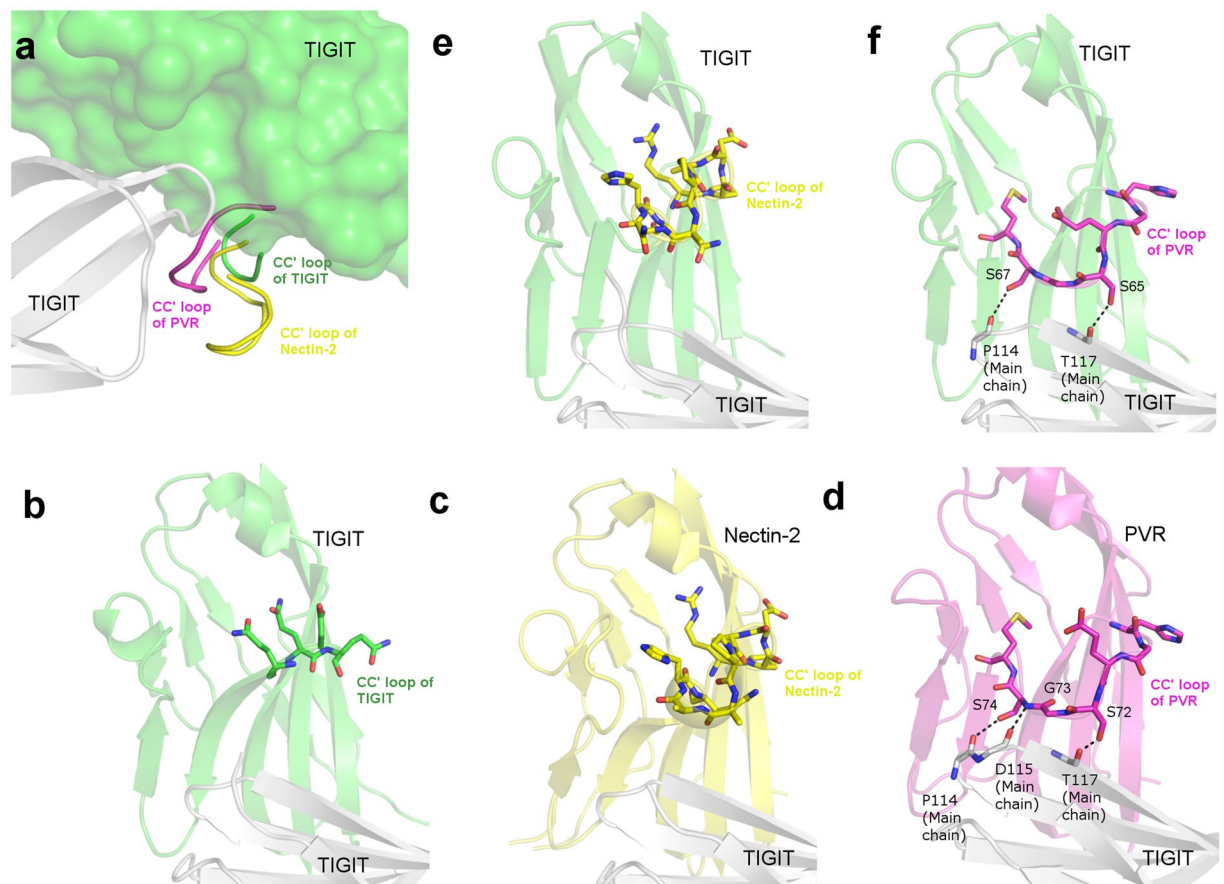 a
TIGIT
TIGIT
CC' loop
of TIGIT
CC' loop
of PVR
CC' loop of
Nectin-2
e
TIGIT
CC' loop of
Nectin-2
TIGIT
f
TIGIT
CC' loop
of PVR
S67
S65
P114
(Main
chain)
T117
(Main
chain)
TIGIT
b
TIGIT
CC' loop of
TIGIT
TIGIT
c
Nectin-2
CC' loop of
Nectin-2
TIGIT
d
PVR
CC' loop
of PVR
G73
S74
S72
D115
(Main
chain)
T117
(Main
chain)
P114
(Main
chain)
TIGIT